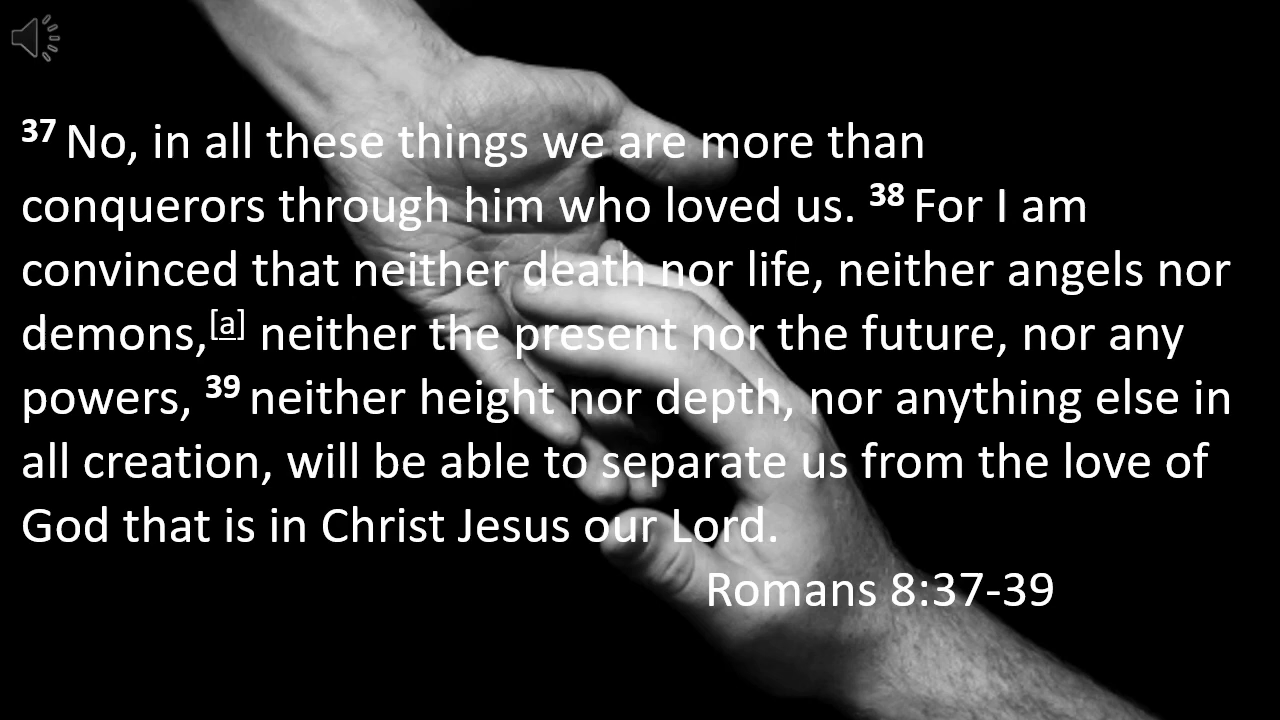 37 No, in all these things we are more than
conquerors through him who loved us. 38 For I am
convinced that neither death nor life, neither angels nor
demons,[a] neither the present nor the future, nor any
powers, 39 neither height nor depth, nor anything else in
all creation, will be able to separate us from the love of
God that is in Christ Jesus our Lord.
Romans 8:37-39